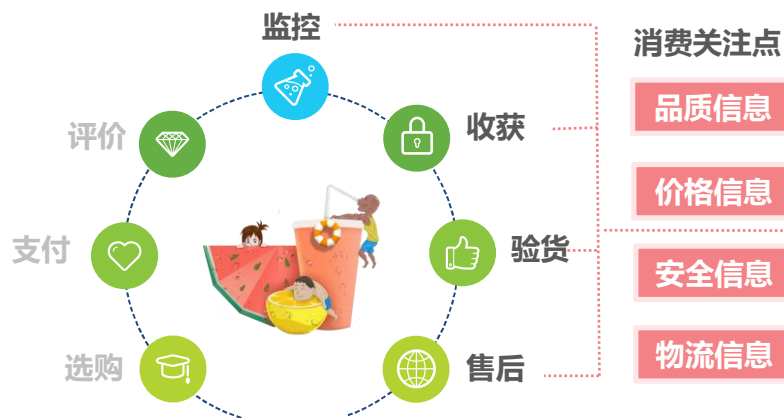 监控
消费关注点
评价
收获
品质信息
价格信息
支付
验货
安全信息
选购
售后
物流信息